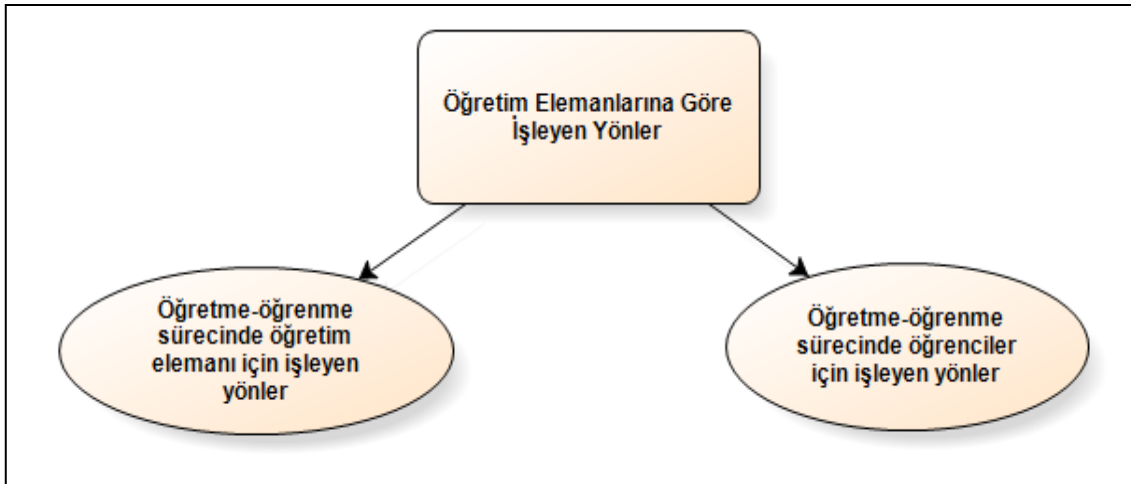 Öğretim Elemanlarına Göre
İşleyen Yönler
Öğretme-öğrenme
sürecinde öğretim
elemanı için işleyen
yönler
Öğretme-öğrenme
sürecinde öğrenciler
için işleyen yönler